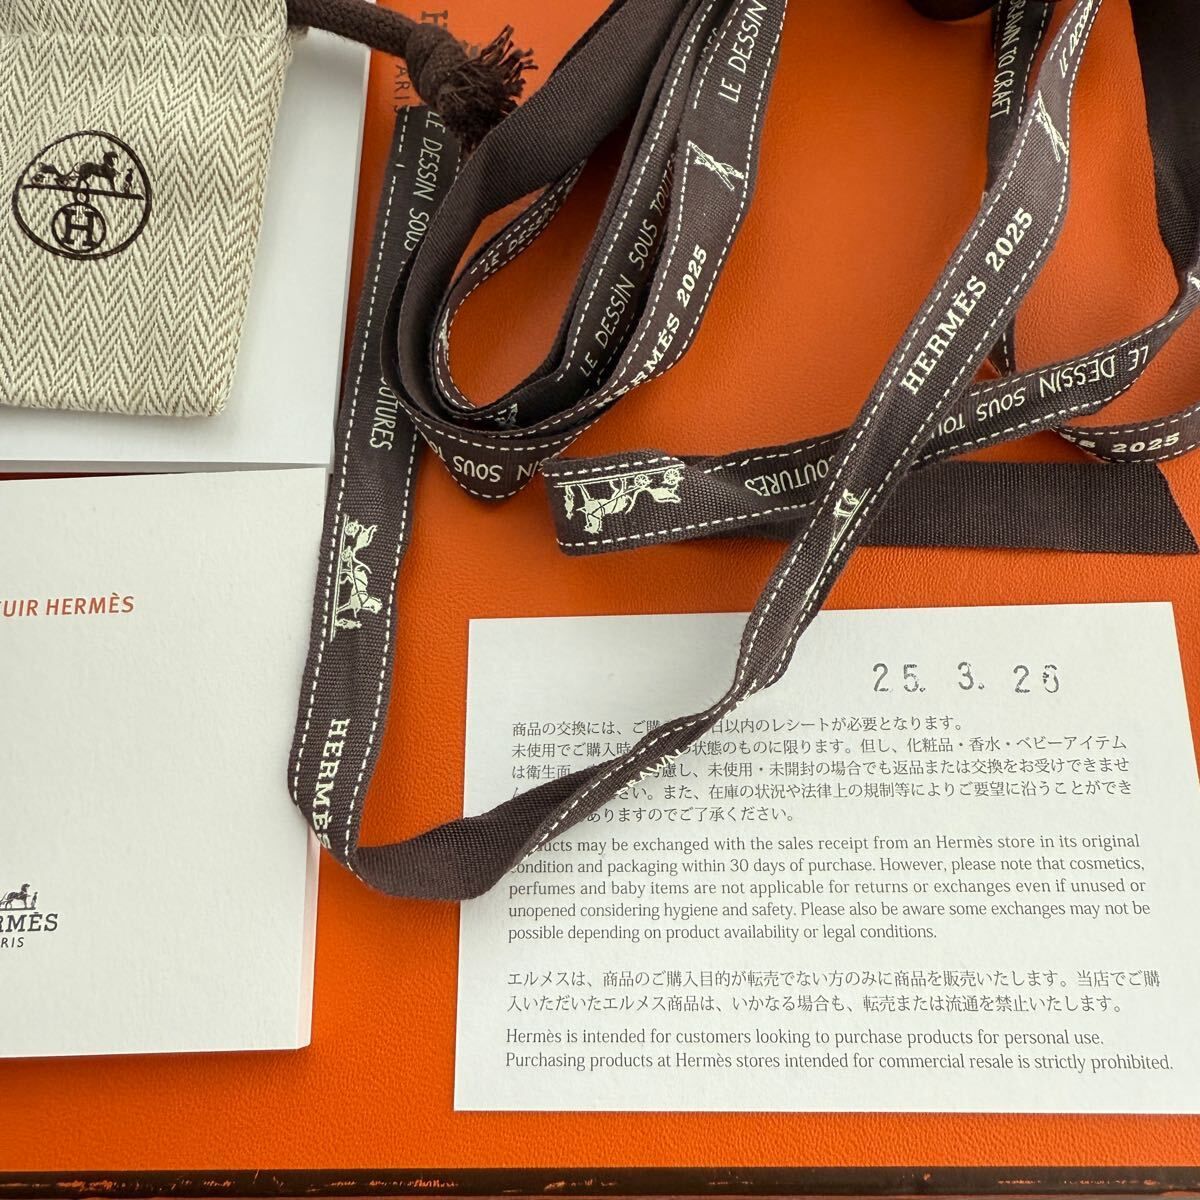 H
LE DESSIN SOUS
OUTURES
HERMÈS
LE DESSIN
LE DESSIN SOUS TOUT
HERMÈS 2025
SOUS
HERMÈS 2025
TO CRAFT
LE DESSIN SOUS TOU
2025
OUTURES
CUIR HERMÈS
HERMÈS
PARIS
25. 3. 26
商品の交換には、ご購 日以内のレシートが必要となります。
未使用でご購入時 状態のものに限ります。但し、化粧品・香水・ベビーアイテム
は衛生面 慮し、未使用・未開封の場合でも返品または交換をお受けできませ
ん さい。また、在庫の状況や法律上の規制等によりご要望に沿うことができ
ありますのでご了承ください。
Products may be exchanged with the sales receipt from an Hermès store in its original
condition and packaging within 30 days of purchase. However, please note that cosmetics,
perfumes and baby items are not applicable for returns or exchanges even if unused or
unopened considering hygiene and safety. Please also be aware some exchanges may not be
possible depending on product availability or legal conditions.
エルメスは、商品のご購入目的が転売でない方のみに商品を販売いたします。当店でご購
入いただいたエルメス商品は、いかなる場合も、転売または流通を禁止いたします。
Hermès is intended for customers looking to purchase products for personal use.
Purchasing products at Hermès stores intended for commercial resale is strictly prohibited.